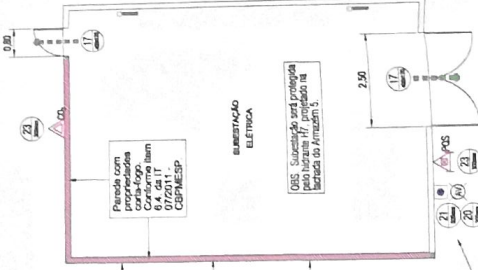 0,80
17
23
CO₂
Parede com
propriedades
corta-fogo.
Conforme item
6.4. da IT
07/2011 -
CBPMESP
SUBESTAÇÃO
ELÉTRICA
OBS: Subestação será protegida
pelo hidrante H7, projetado na
fachada do Armazém 5.
2,50
17
PQS
23
21
20